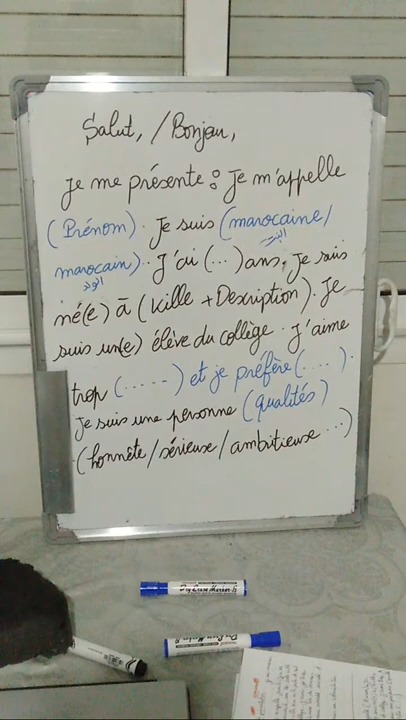 Salut, / Bonjour,
Je me présente : Je m'appelle
(Prénom). Je suis (marocaine /
البنت
marocain). J'ai (...) ans. Je suis
الولد
né(e) à (Ville + Description). Je
suis un(e) élève du collège. J'aime
trop (.....) et je préfère (....).
Je suis une personne (qualités)
(honnête / sérieuse / ambitieuse ...)